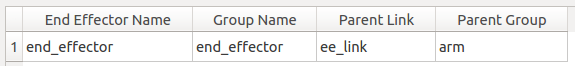 End Effector Name Group Name Parent Link Parent Group
1 end_effector end_effector ee_link arm